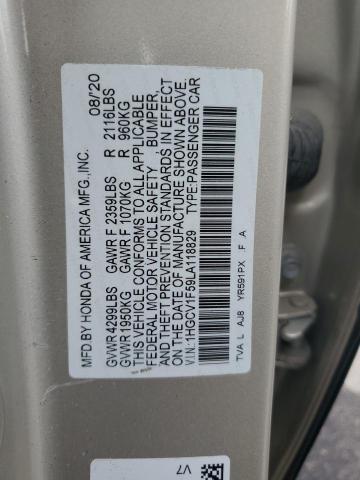 MFD BY HONDA OF AMERICA MFG., INC. 08/'20
GVWR 4299LBS GAWR F 2359LBS R 2116LBS
GVWR 1950KG GAWR F 1070KG R 960KG
THIS VEHICLE CONFORMS TO ALL APPLICABLE
FEDERAL MOTOR VEHICLE SAFETY , BUMPER,
AND THEFT PREVENTION STANDARDS IN EFFECT
ON THE DATE OF MANUFACTURE SHOWN ABOVE.
V.I.N.:1HGCV1F59LA118829 TYPE:PASSENGER CAR
TVA L AJ8 YR591PX F A
V7